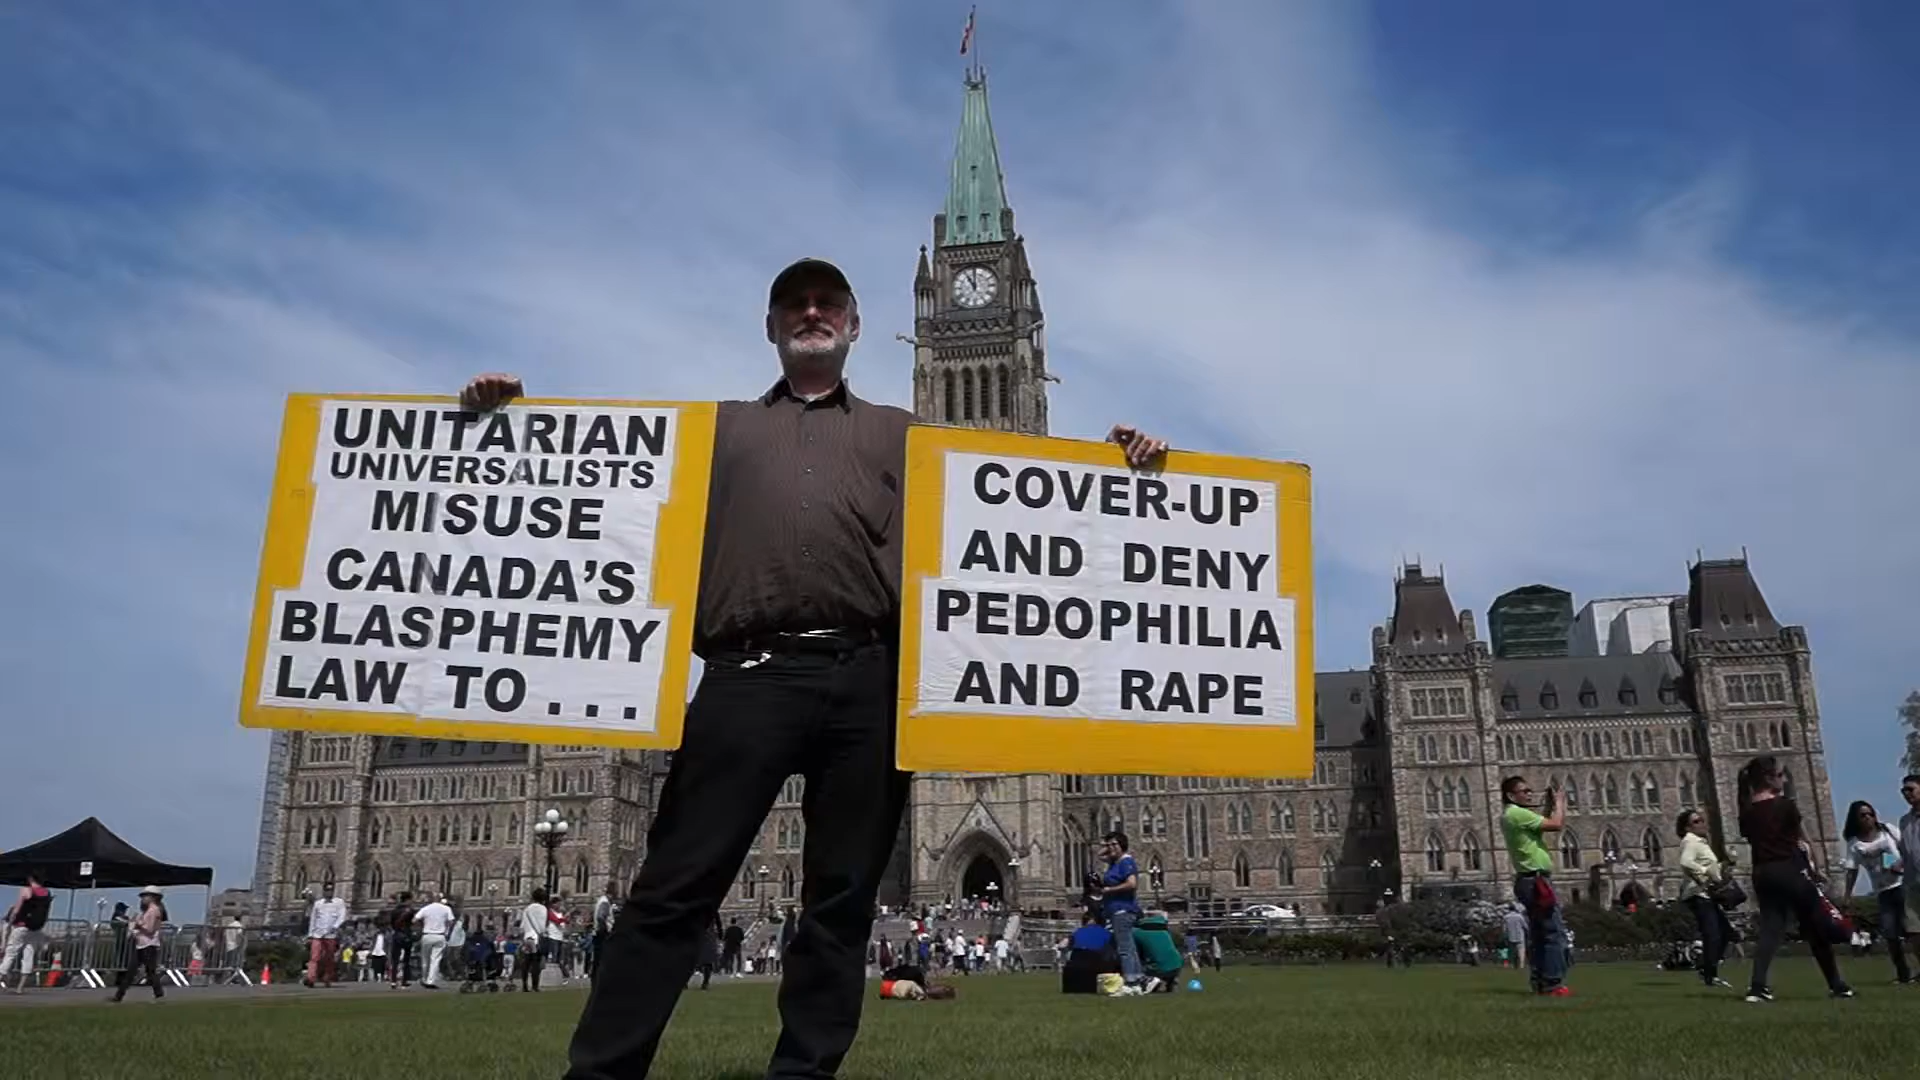 UNITARIAN
UNIVERSALISTS
MISUSE
CANADA'S
BLASPHEMY
LAW TO . . .
COVER-UP
AND DENY
PEDOPHILIA
AND RAPE